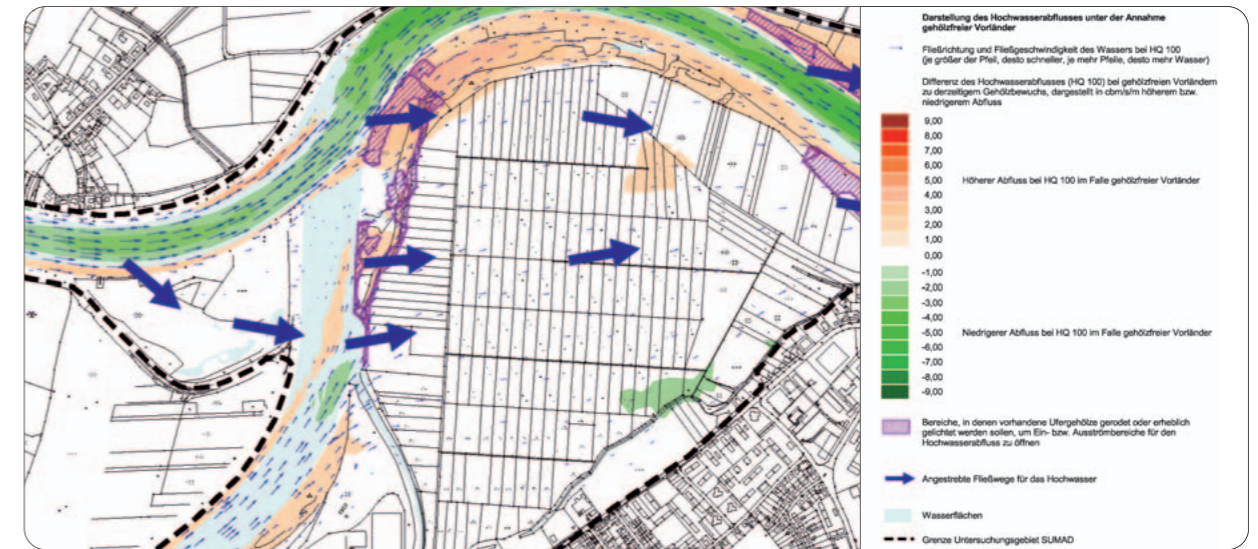 Darstellung des Hochwasserabflusses unter der Annahme
gehölzfreier Vorländer
Fließrichtung und Fließgeschwindigkeit des Wassers bei HQ 100
(je größer der Pfeil, desto schneller, je mehr Pfeile, desto mehr Wasser)
Differenz des Hochwasserabflusses (HQ 100) bei gehölzfreien Vorländern
zu derzeitigem Gehölzbewuchs, dargestellt in cbm/s/m höherem bzw.
niedrigerem Abfluss
9,00
8,00
7,00
6,00
5,00 Höherer Abfluss bei HQ 100 im Falle gehölzfreier Vorländer
4,00
3,00
2,00
1,00
0,00
-1,00
-2,00
-3,00
-4,00
-5,00 Niedrigerer Abfluss bei HQ 100 im Falle gehölzfreier Vorländer
-6,00
-7,00
-8,00
-9,00
Bereiche, in denen vorhandene Ufergehölze gerodet oder erheblich
gelichtet werden sollen, um Ein- bzw. Ausströmbereiche für den
Hochwasserabfluss zu öffnen
Angestrebte Fließwege für das Hochwasser
Wasserflächen
Grenze Untersuchungsgebiet SUMAD